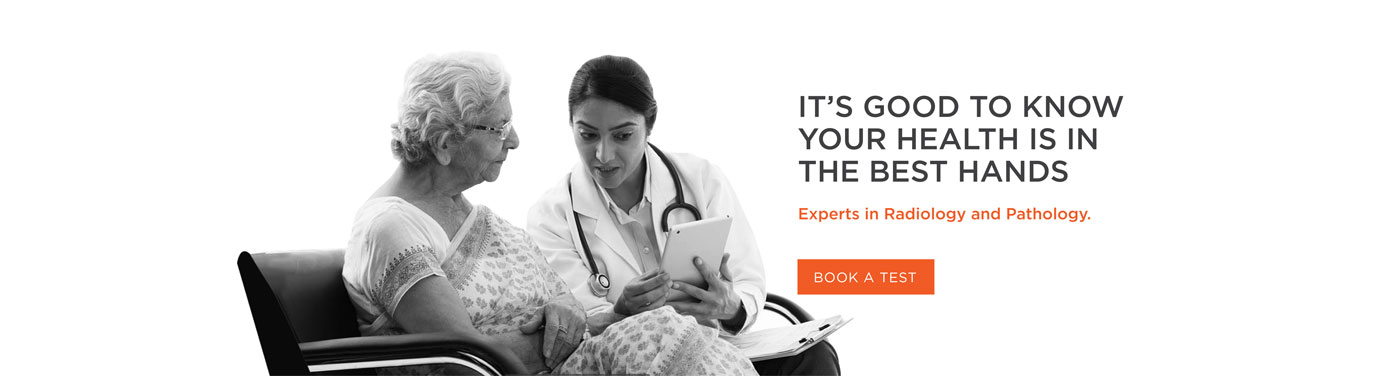 IT’S GOOD TO KNOW
YOUR HEALTH IS IN
THE BEST HANDS
Experts in Radiology and Pathology.
BOOK A TEST